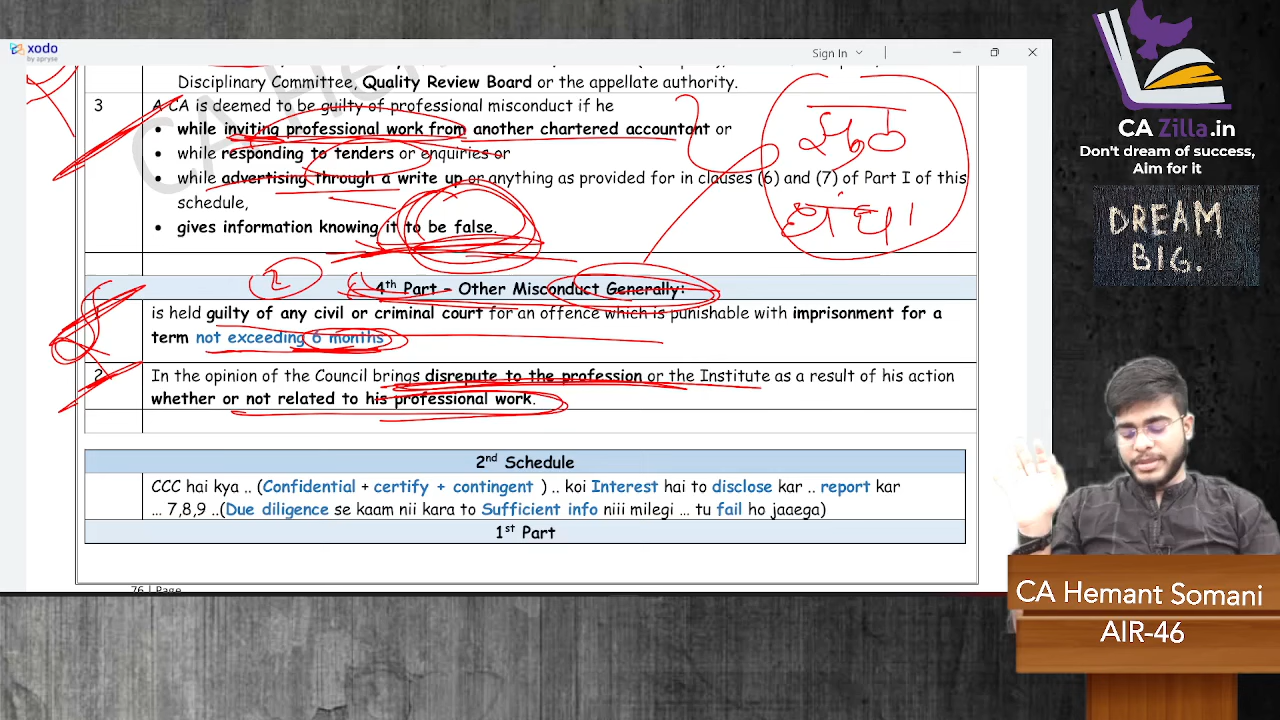 xodo
by apryse
Sign In
CA Zilla.in
Don't dream of success,
Aim for it
DREAM
BIG.
Disciplinary Committee, Quality Review Board or the appellate authority.
3 A CA is deemed to be guilty of professional misconduct if he
• while inviting professional work from another chartered accountant or
• while responding to tenders or enquiries or
• while advertising through a write up or anything as provided for in clauses (6) and (7) of Part I of this
schedule,
• gives information knowing it to be false.
2
4th Part – Other Misconduct Generally:
is held guilty of any civil or criminal court for an offence which is punishable with imprisonment for a
term not exceeding 6 months
2 In the opinion of the Council brings disrepute to the profession or the Institute as a result of his action
whether or not related to his professional work.
2nd Schedule
CCC hai kya .. (Confidential + certify + contingent ) .. koi Interest hai to disclose kar .. report kar
... 7,8,9 ..(Due diligence se kaam nii kara to Sufficient info niii milegi ... tu fail ho jaaega)
1st Part
76 | Page
CA Hemant Somani
AIR-46